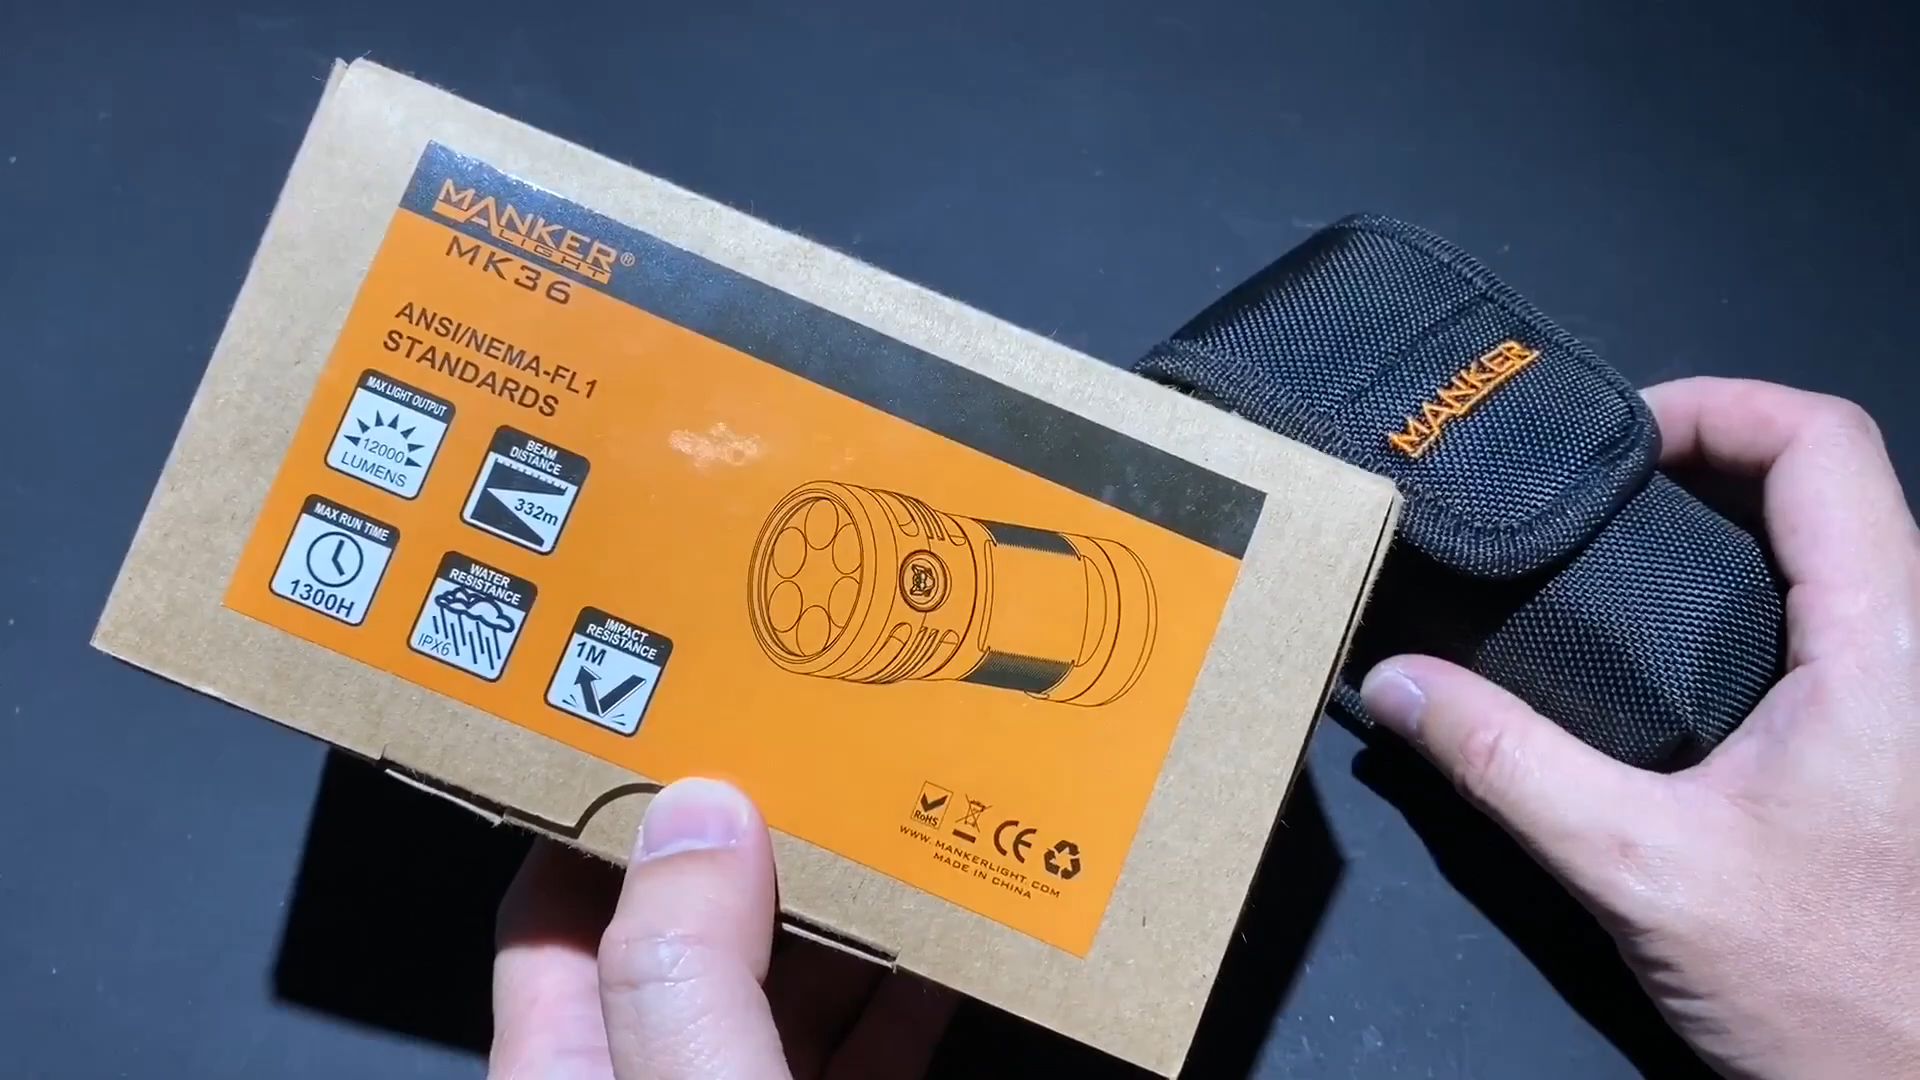 MANKER®
LIGHT
MK36
ANSI/NEMA-FL1
STANDARDS
MAX LIGHT OUTPUT
12000
LUMENS
BEAM
DISTANCE
332m
MAX RUN TIME
1300H
WATER
RESISTANCE
IPX6
IMPACT
RESISTANCE
1M
RoHS
CE
WWW.MANKERLIGHT.COM
MADE IN CHINA
MANKER